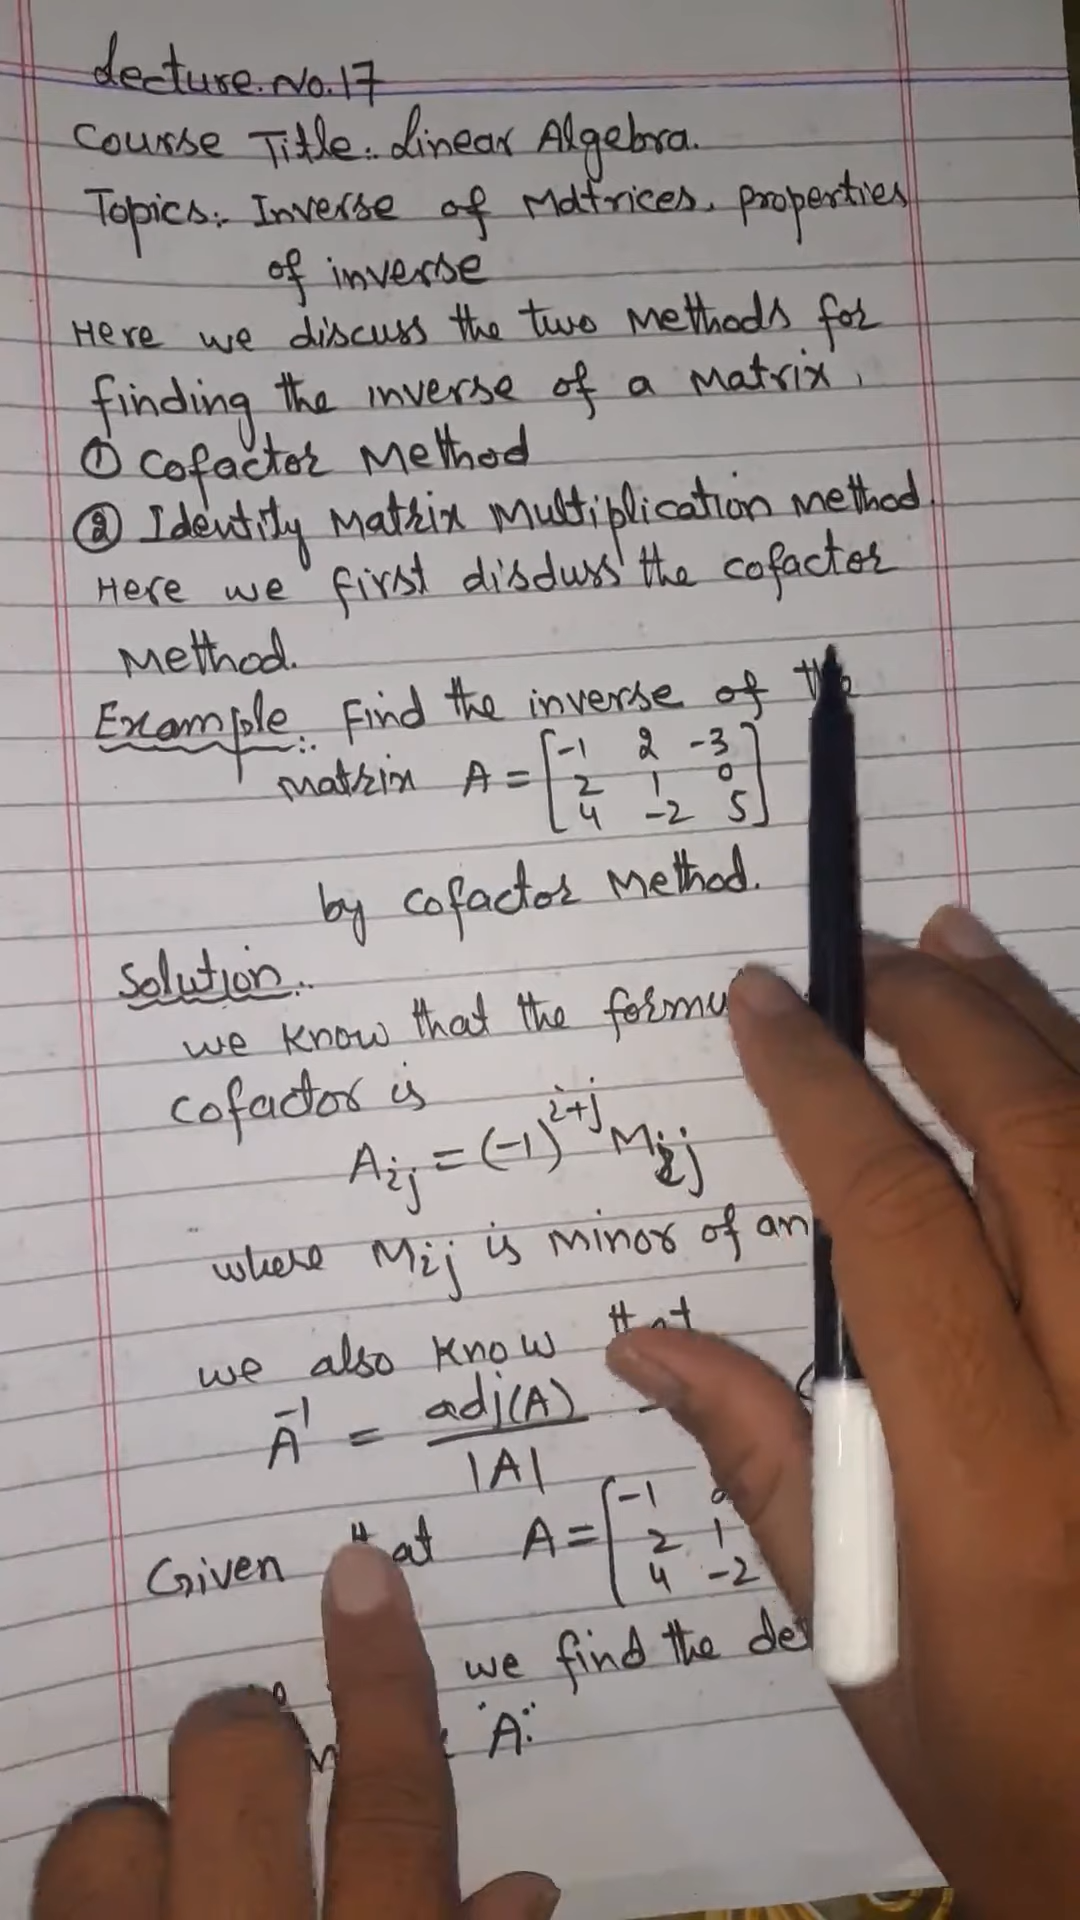 Lecture.No.17
Course Title:. Linear Algebra.
Topics:. Inverse of Matrices, properties
of inverse
Here we discuss the two Methods for
finding the inverse of a Matrix,
① Cofactor Method
② Identity Matrix Multiplication Method.
Here we first disduss the cofactor
Method.
Example:. Find the inverse of the
matrix A = [-1 2 -3
2 1 0
4 -2 5]
by cofactor Method.
Solution:.
we know that the formu
cofactor is
Aij = (-1)^i+j Mij
where Mij is minor of an
we also know that
A^-1 = adj(A) / |A|
Given that A = [-1
2 1
4 -2
we find the det
A.